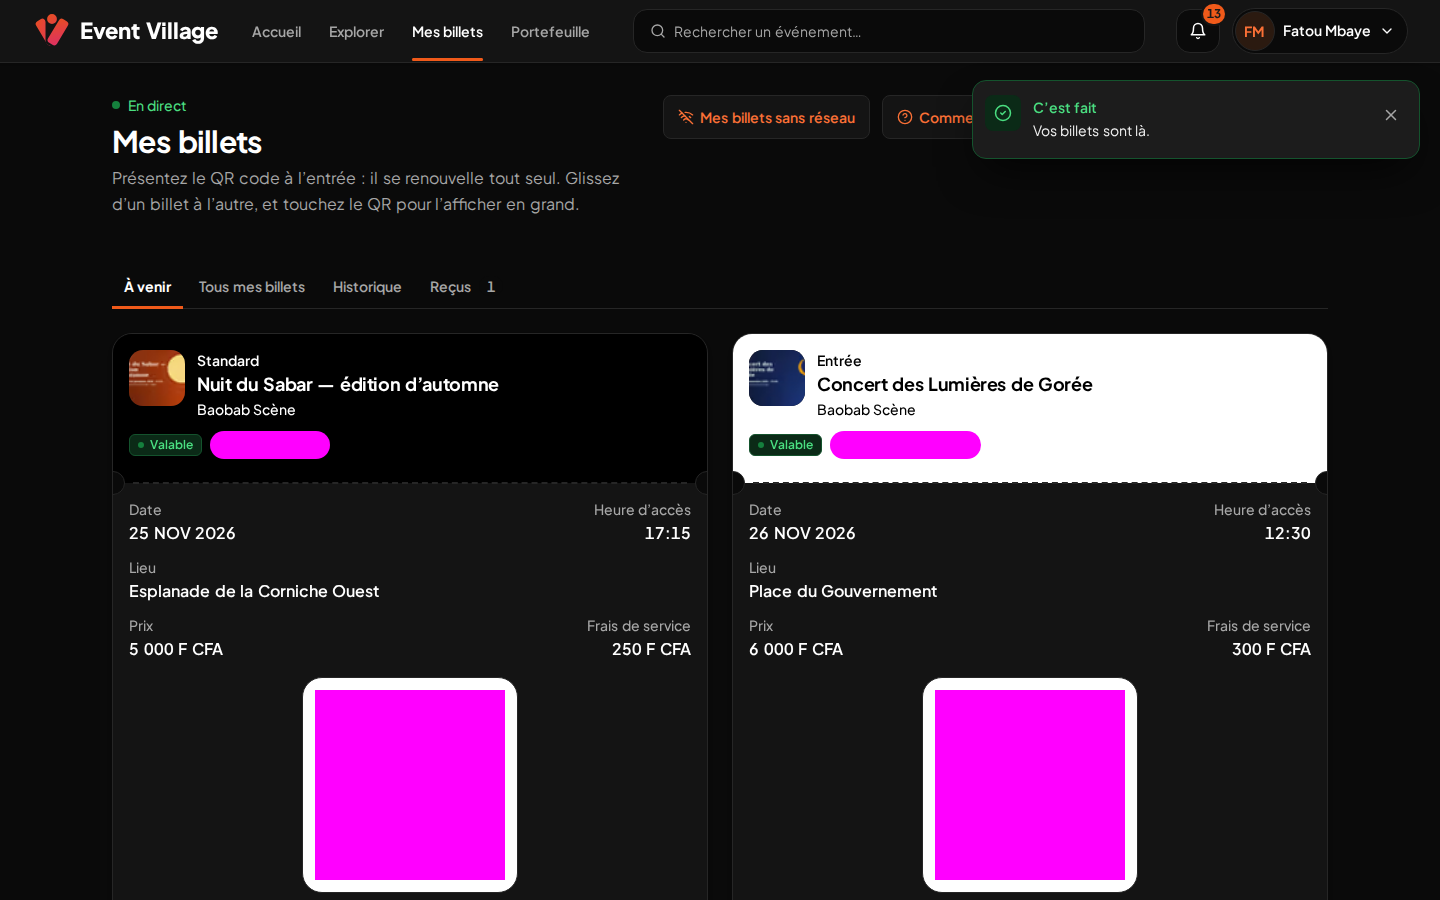 Event Village
Accueil
Explorer
Mes billets
Portefeuille
Rechercher un événement…
13
FM
Fatou Mbaye
En direct
Mes billets
Présentez le QR code à l’entrée : il se renouvelle tout seul. Glissez
d’un billet à l’autre, et touchez le QR pour l’afficher en grand.
Mes billets sans réseau
Comme
C’est fait
Vos billets sont là.
À venir
Tous mes billets
Historique
Reçus 1
Standard
Nuit du Sabar — édition d’automne
Baobab Scène
Valable
Date
Heure d’accès
25 NOV 2026
17:15
Lieu
Esplanade de la Corniche Ouest
Prix
Frais de service
5 000 F CFA
250 F CFA
Entrée
Concert des Lumières de Gorée
Baobab Scène
Valable
Date
Heure d’accès
26 NOV 2026
12:30
Lieu
Place du Gouvernement
Prix
Frais de service
6 000 F CFA
300 F CFA